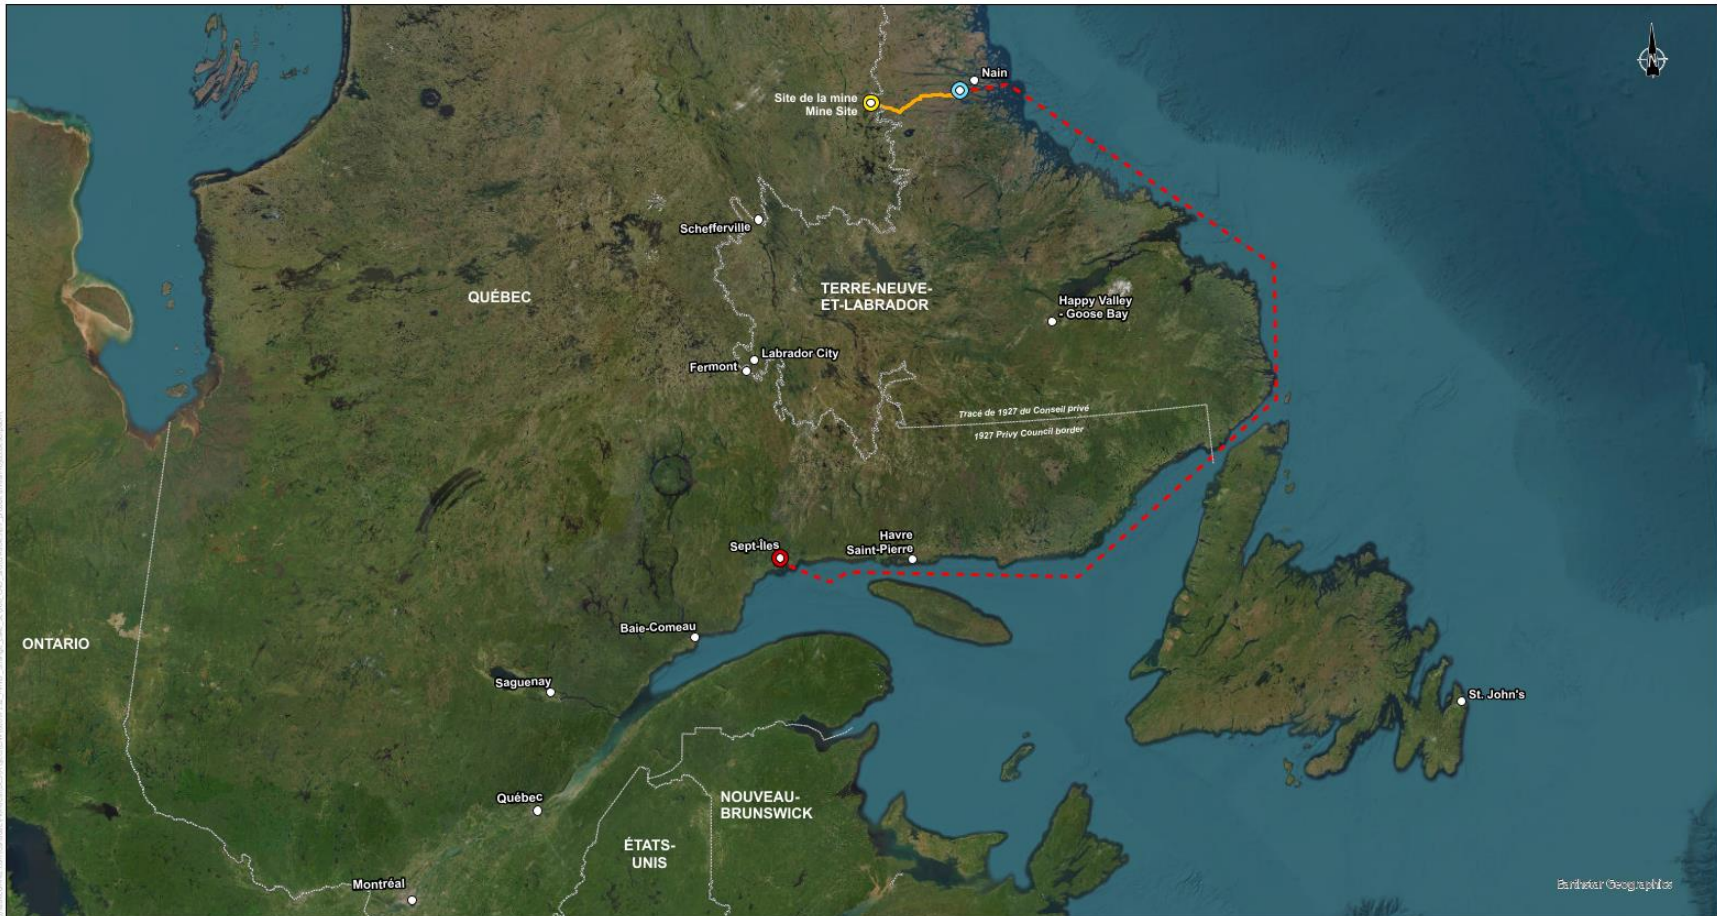 N
Nain
Site de la mine
Mine Site
Schefferville
QUÉBEC
TERRE-NEUVE-
ET-LABRADOR
Happy Valley
- Goose Bay
Labrador City
Fermont
Tracé de 1927 du Conseil privé
1927 Privy Council border
Sept-Îles
Havre
Saint-Pierre
Baie-Comeau
ONTARIO
Saguenay
St. John's
Québec
NOUVEAU-
BRUNSWICK
ÉTATS-
UNIS
Montréal
Earthstar Geographics